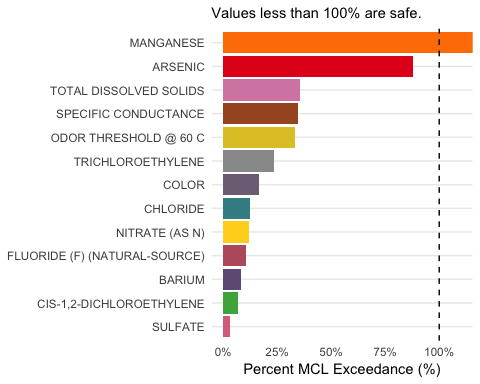 Values less than 100% are safe.
MANGANESE
ARSENIC
TOTAL DISSOLVED SOLIDS
SPECIFIC CONDUCTANCE
ODOR THRESHOLD @ 60 C
TRICHLOROETHYLENE
COLOR
CHLORIDE
NITRATE (AS N)
FLUORIDE (F) (NATURAL-SOURCE)
BARIUM
CIS-1,2-DICHLOROETHYLENE
SULFATE
0% 25% 50% 75% 100%
Percent MCL Exceedance (%)